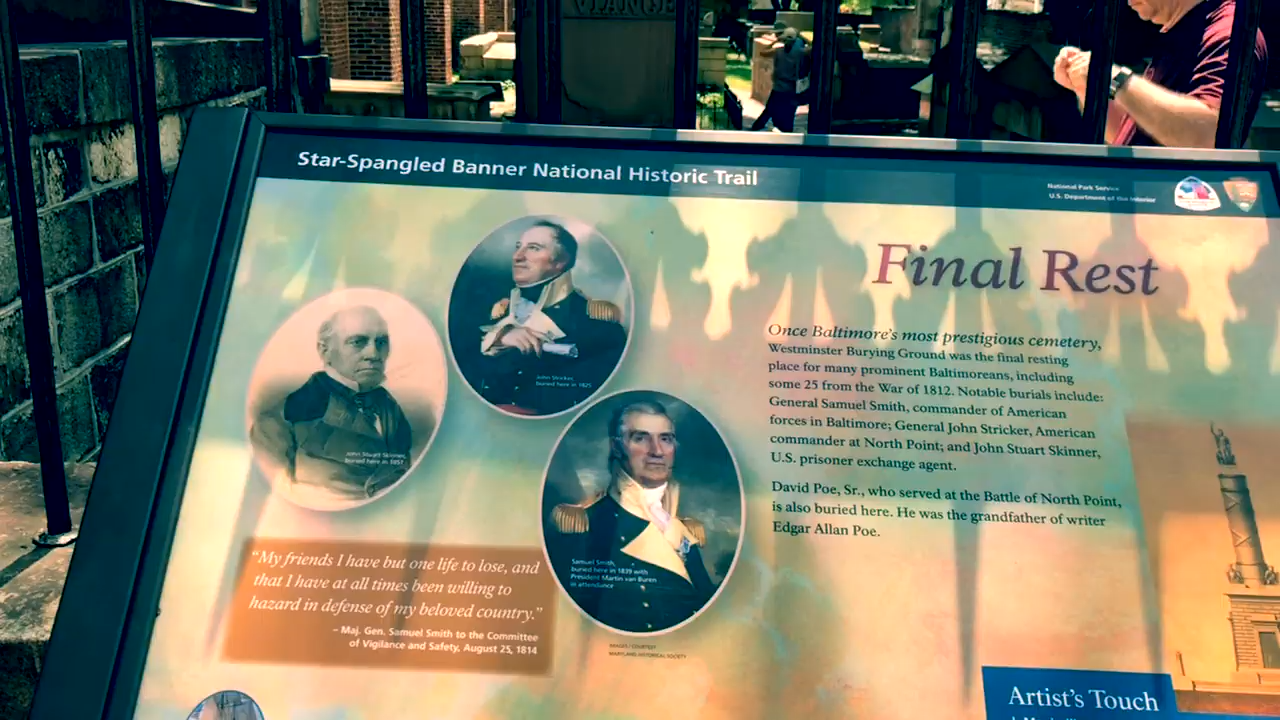 Star-Spangled Banner National Historic Trail
National Park Service
U.S. Department of the Interior
Final Rest
Once Baltimore's most prestigious cemetery,
Westminster Burying Ground was the final resting
place for many prominent Baltimoreans, including
some 25 from the War of 1812. Notable burials include:
General Samuel Smith, commander of American
forces in Baltimore; General John Stricker, American
commander at North Point; and John Stuart Skinner,
U.S. prisoner exchange agent.
David Poe, Sr., who served at the Battle of North Point,
is also buried here. He was the grandfather of writer
Edgar Allan Poe.
John Stricker,
buried here in 1825
John Stuart Skinner,
buried here in 1851
Samuel Smith,
buried here in 1839 with
President Martin van Buren
in attendance
"My friends I have but one life to lose, and
that I have at all times been willing to
hazard in defense of my beloved country."
– Maj. Gen. Samuel Smith to the Committee
of Vigilance and Safety, August 25, 1814
IMAGES / COURTESY
MARYLAND HISTORICAL SOCIETY
Artist's Touch